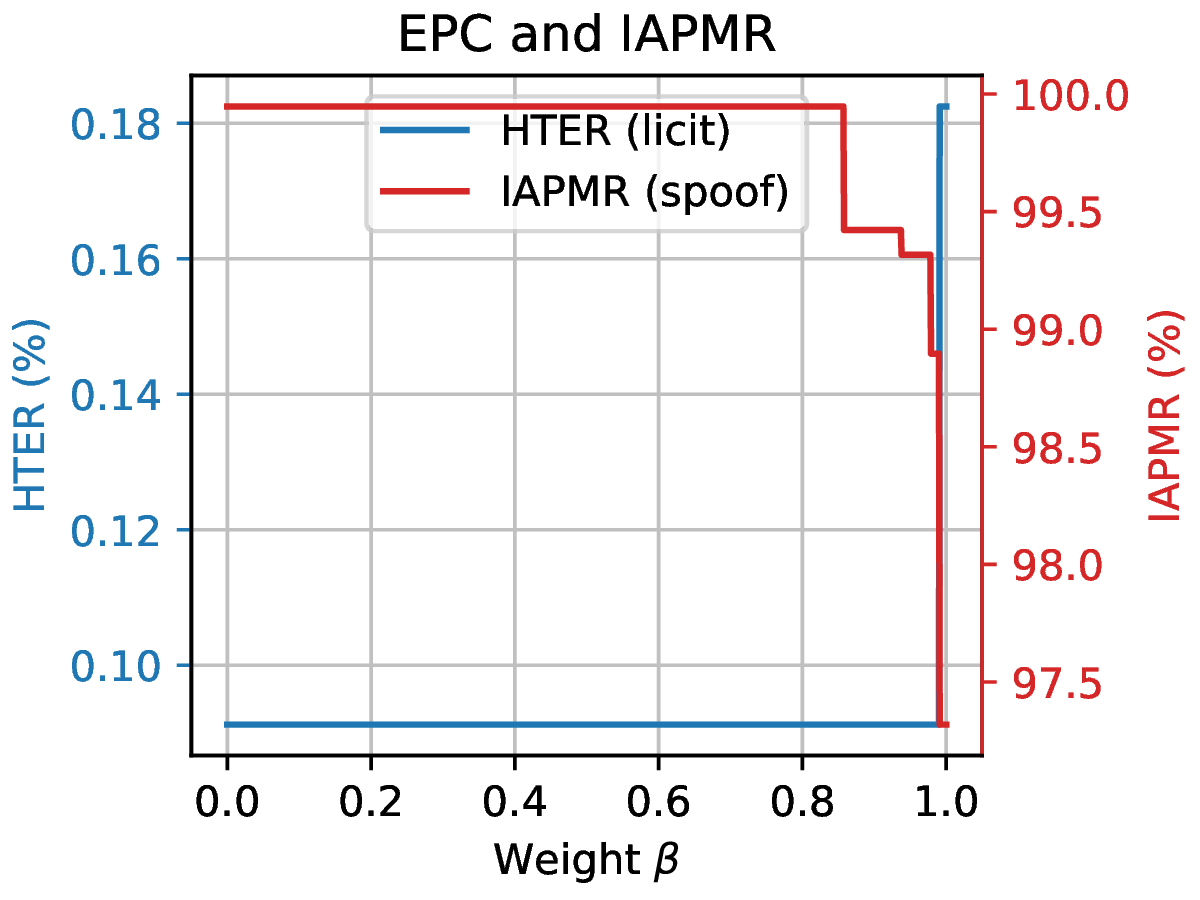 EPC and IAPMR
HTER (licit)
IAPMR (spoof)
HTER (%)
0.18
0.16
0.14
0.12
0.10
100.0
99.5
99.0
98.5
98.0
97.5
IAPMR (%)
0.0 0.2 0.4 0.6 0.8 1.0
Weight β